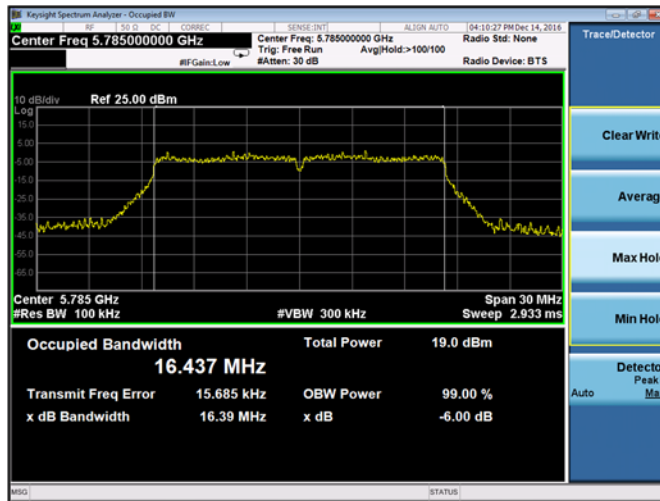 Keysight Spectrum Analyzer - Occupied BW
RF 50 Ω DC CORREC SENSE:INT ALIGN AUTO 04:10:27 PM Dec 14, 2016
Center Freq 5.785000000 GHz
Center Freq: 5.785000000 GHz
Radio Std: None
Trig: Free Run Avg|Hold:>100/100
#IFGain:Low #Atten: 30 dB Radio Device: BTS
Trace/Detector
10 dB/div Ref 25.00 dBm
Log
15.0
5.00
-5.00
-15.0
-25.0
-35.0
-45.0
-55.0
-65.0
Center 5.785 GHz Span 30 MHz
#Res BW 100 kHz #VBW 300 kHz Sweep 2.933 ms
Occupied Bandwidth Total Power 19.0 dBm
16.437 MHz
Transmit Freq Error 15.685 kHz OBW Power 99.00 %
x dB Bandwidth 16.39 MHz x dB -6.00 dB
Clear Writ
Averag
Max Hol
Min Hol
Detecto
Peak
Auto Ma
MSG STATUS